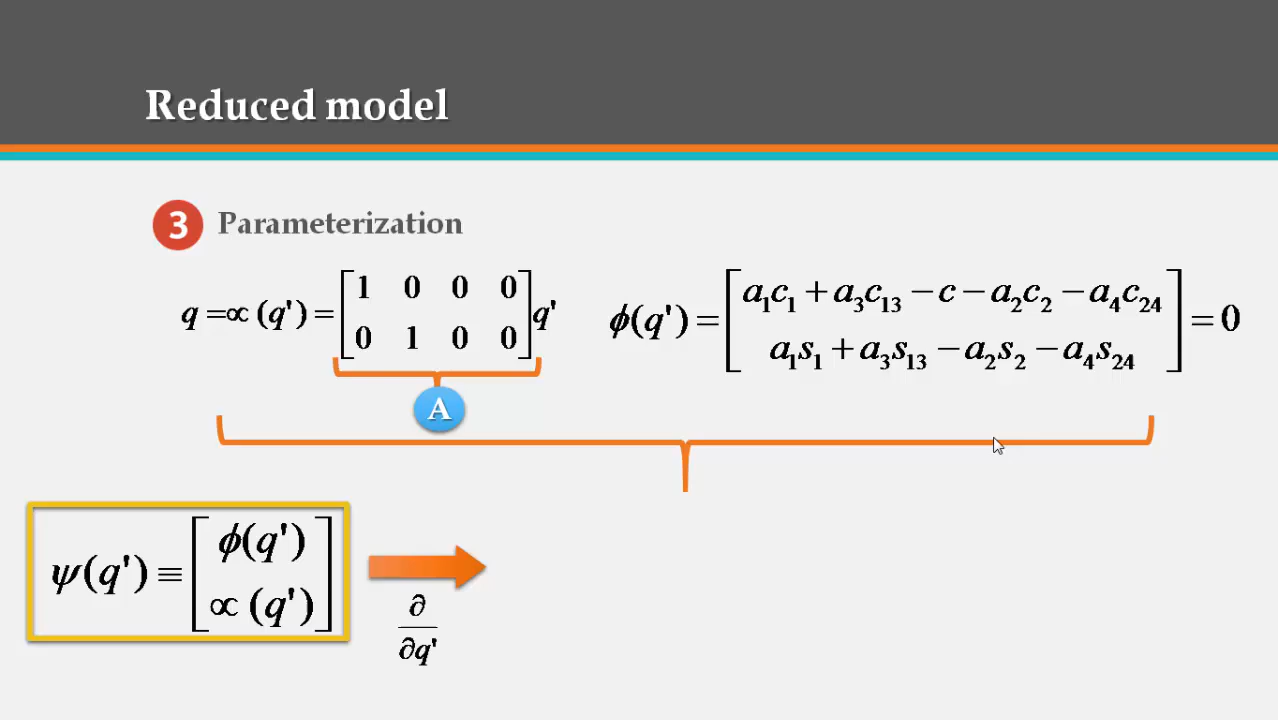 Reduced model
3 Parameterization
q =∝ (q') = [1 0 0 0; 0 1 0 0] q'
ϕ(q') = [a₁c₁ + a₃c₁₃ − c − a₂c₂ − a₄c₂₄; a₁s₁ + a₃s₁₃ − a₂s₂ − a₄s₂₄] = 0
A
ψ(q') ≡ [ϕ(q'); ∝ (q')]
∂/∂q'